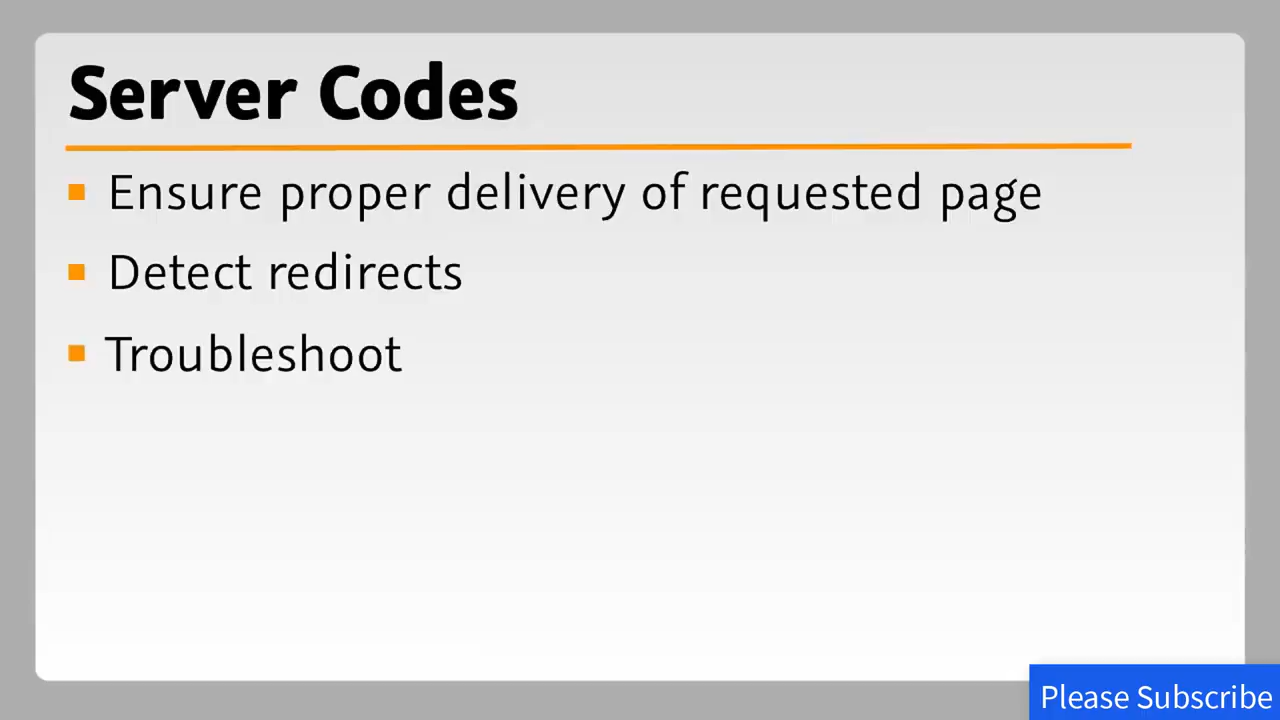 Server Codes
Ensure proper delivery of requested page
Detect redirects
Troubleshoot
Please Subscribe